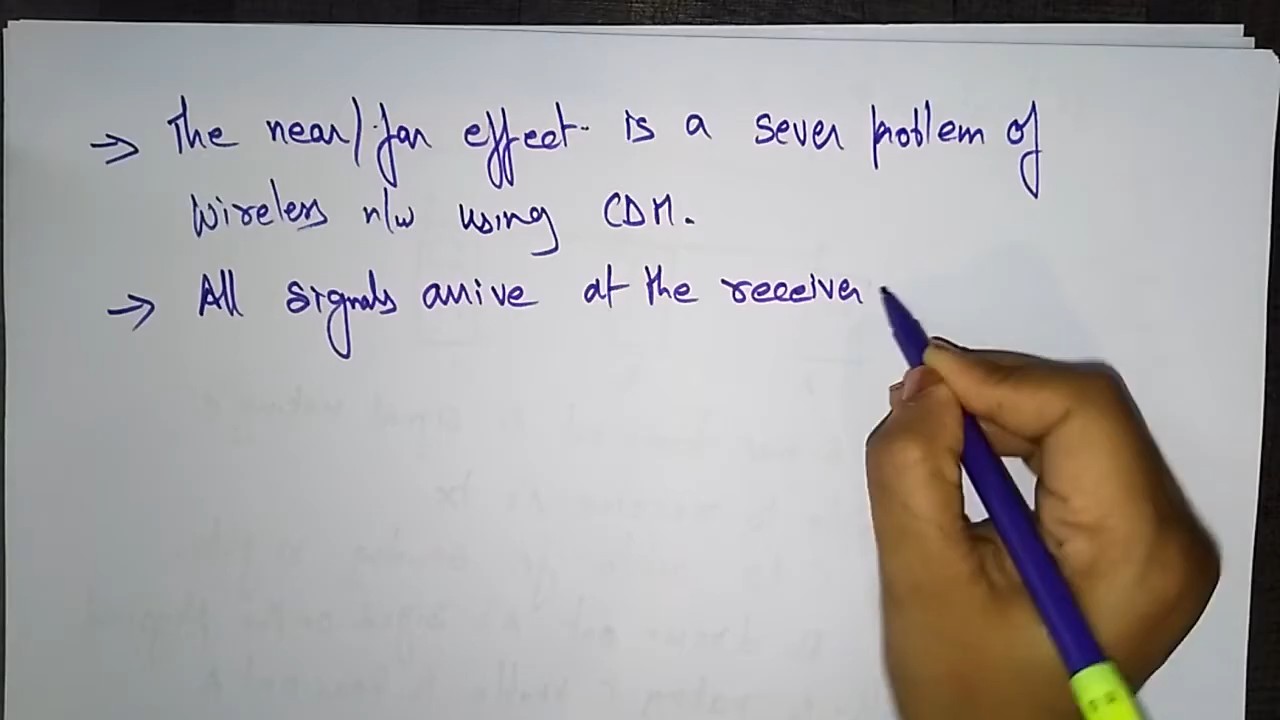 → The near/far effect is a sever problem of
wireless n/w using CDM.
→ All signals arrive at the receiver